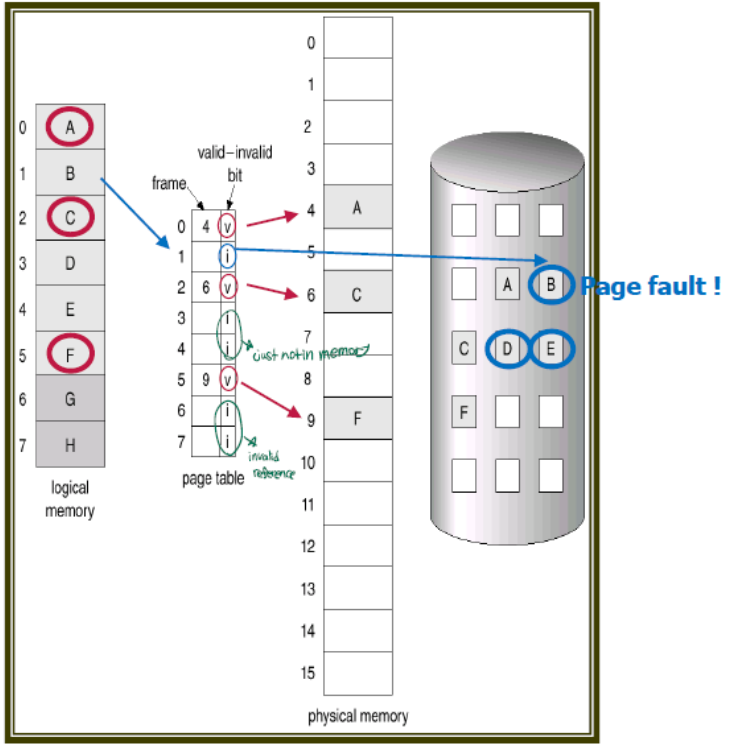 0
1
2
3
4
5
6
7
A
B
C
D
E
F
G
H
logical
memory
valid–invalid
bit
frame
0 4 v
1 i
2 6 v
3 i
4 i
5 9 v
6 i
7 i
just not in memory
invalid
reference
page table
0
1
2
3
4 A
5
6 C
7
8
9 F
10
11
12
13
14
15
physical memory
A B
C D E
F
Page fault !